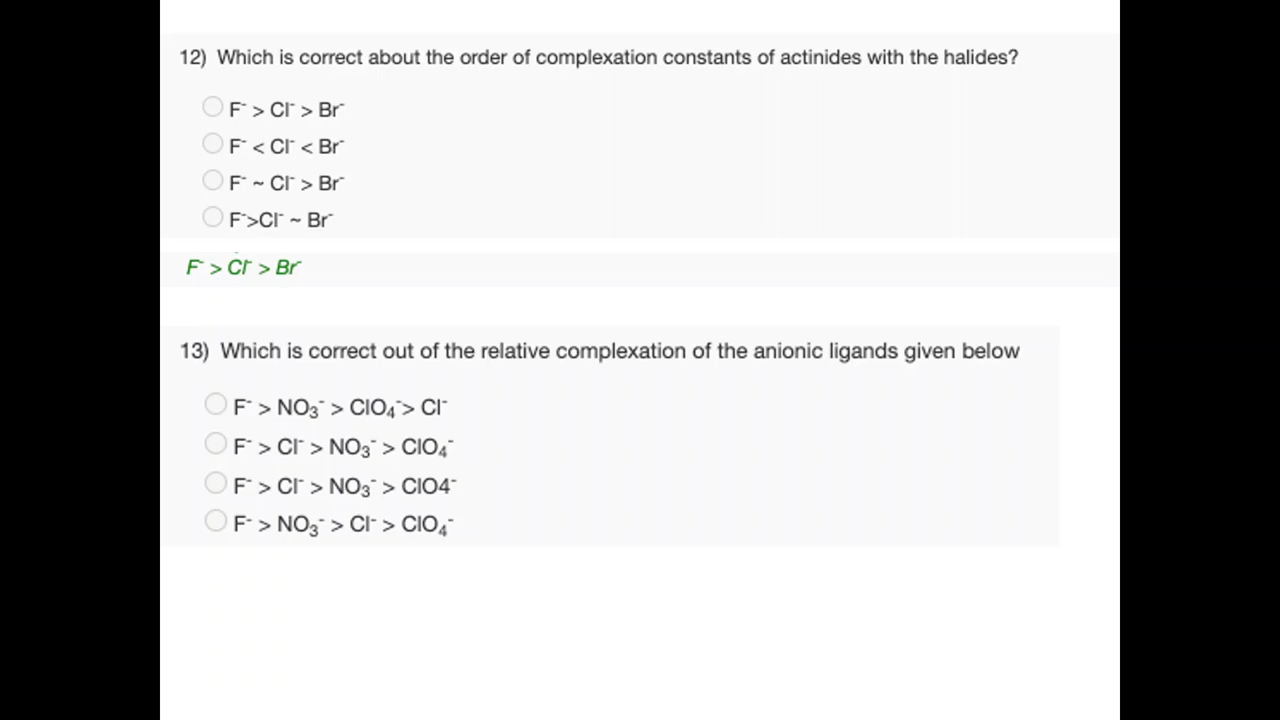 12) Which is correct about the order of complexation constants of actinides with the halides?
F⁻ > Cl⁻ > Br⁻
F⁻ < Cl⁻ < Br⁻
F⁻ ~ Cl⁻ > Br⁻
F⁻>Cl⁻ ~ Br⁻
F⁻ > Cl⁻ > Br⁻
13) Which is correct out of the relative complexation of the anionic ligands given below
F⁻ > NO₃⁻ > ClO₄⁻> Cl⁻
F⁻ > Cl⁻ > NO₃⁻ > ClO₄⁻
F⁻ > Cl⁻ > NO₃⁻ > ClO4⁻
F⁻ > NO₃⁻ > Cl⁻ > ClO₄⁻